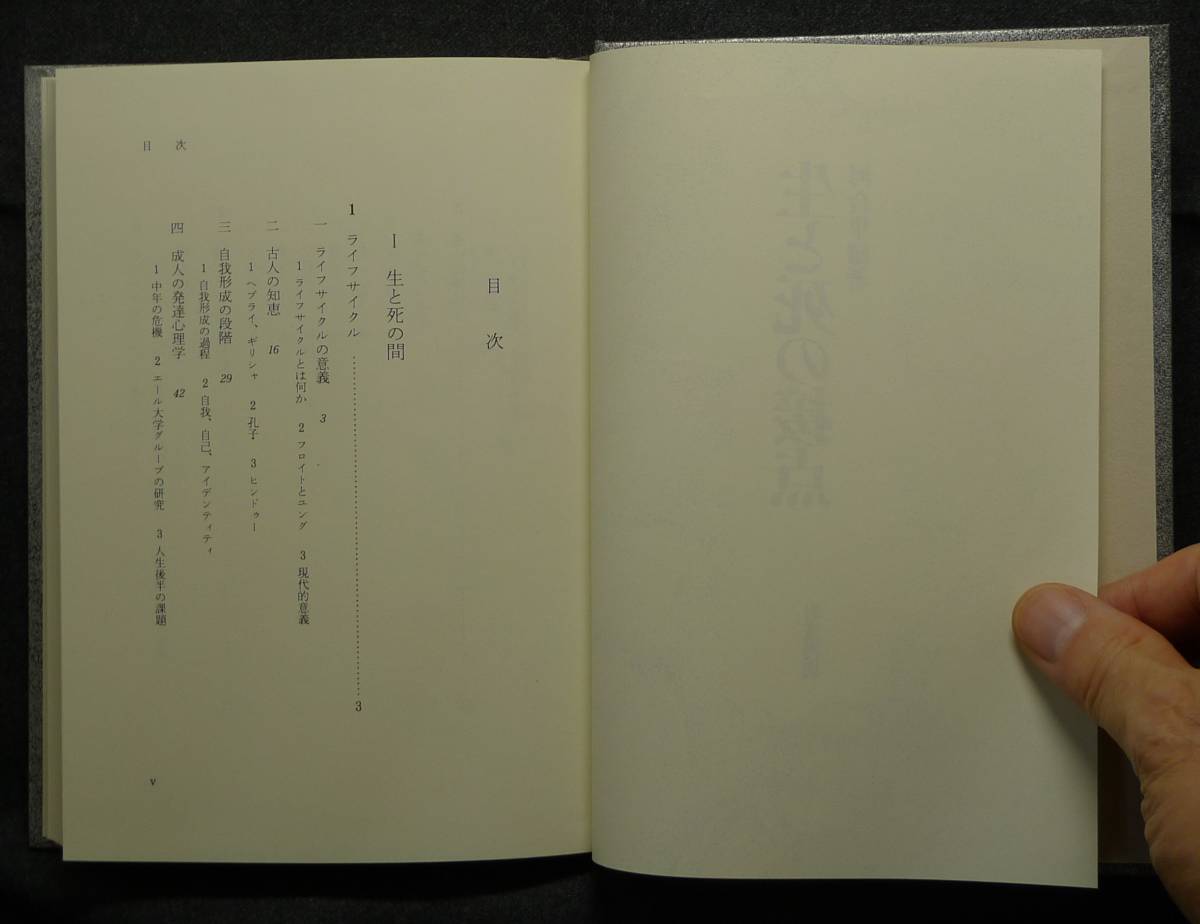 目次
I 生と死の間
1 ライフサイクル……3
一 ライフサイクルの意義 3
1 ライフサイクルとは何か 2 フロイトとユング 3 現代的意義
二 古人の知恵 16
1 ヘブライ、ギリシャ 2 孔子 3 ヒンドゥー
三 自我形成の段階 29
1 自我形成の過程 2 自我、自己、アイデンティティ
四 成人の発達心理学 42
1 中年の危機 2 エール大学グループの研究 3 人生後半の課題
目次
v